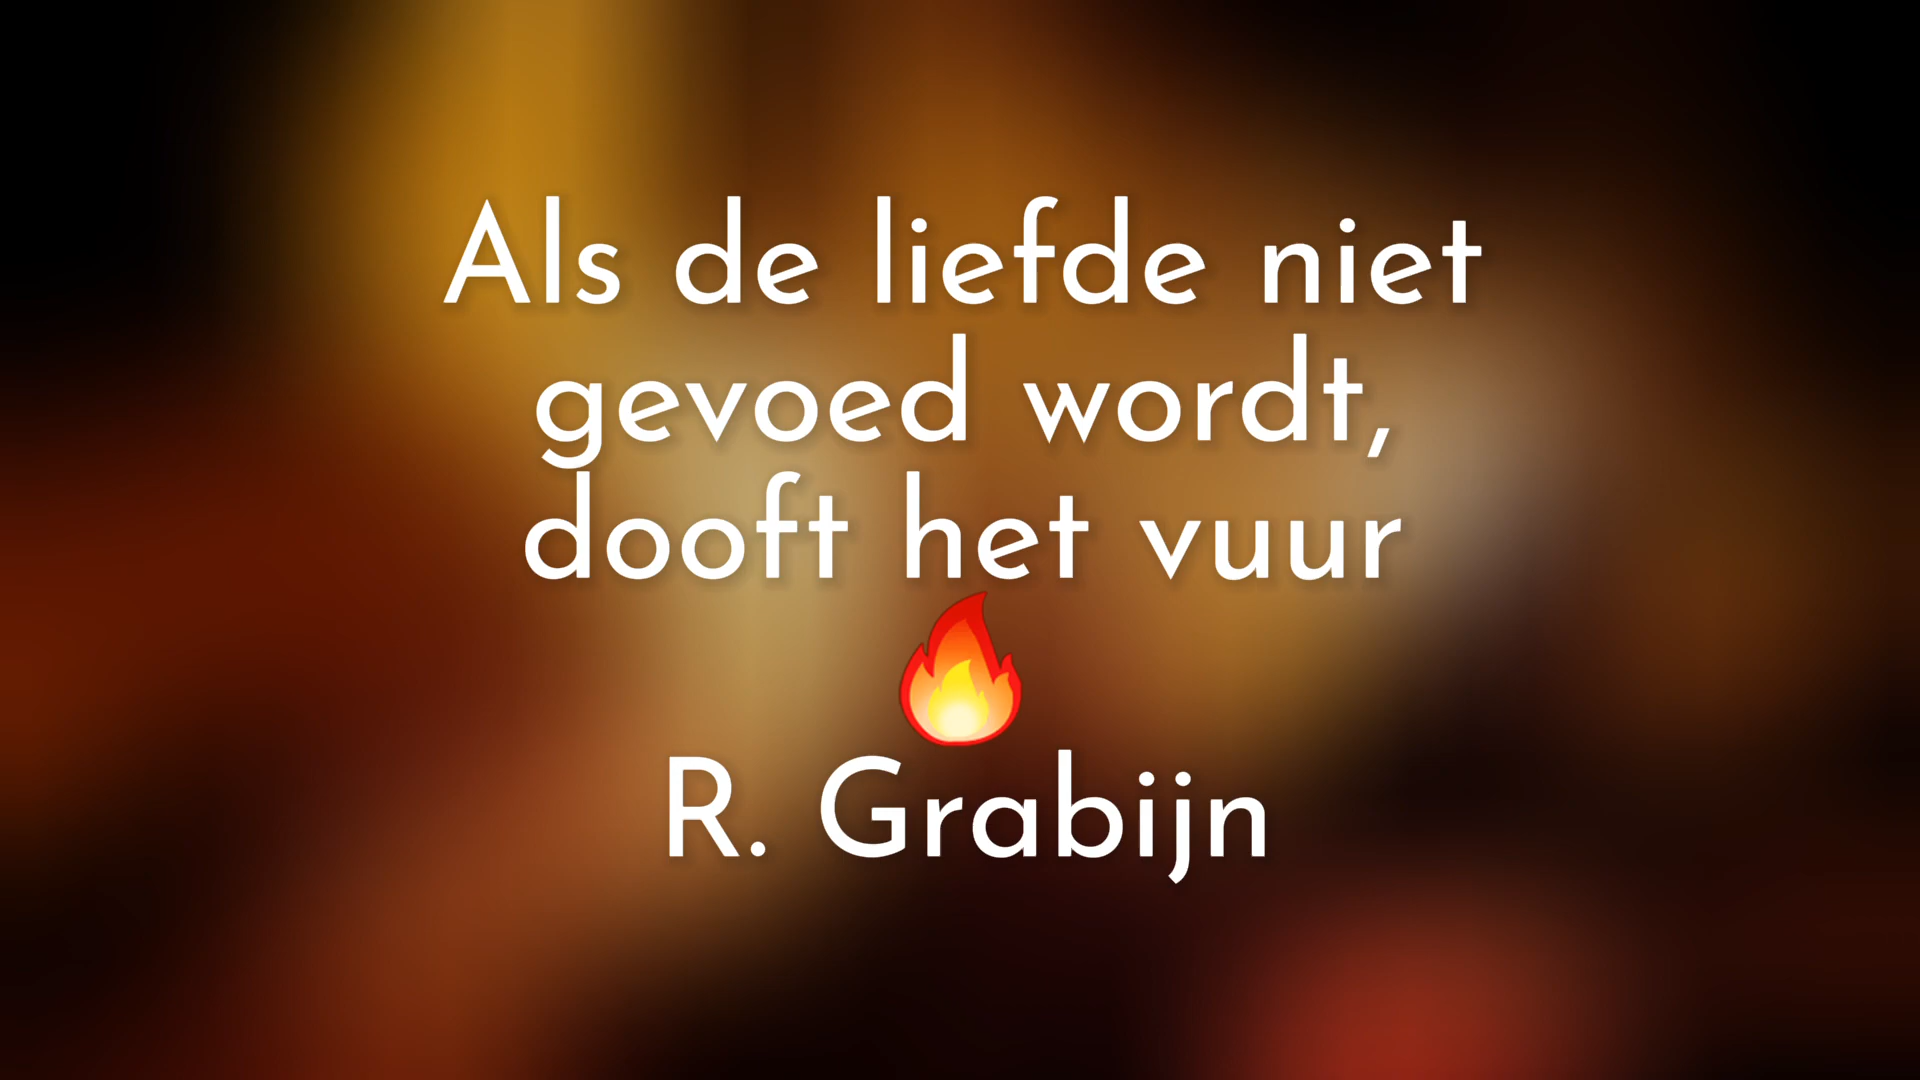 Als de liefde niet
gevoed wordt,
dooft het vuur
🔥
R. Grabijn